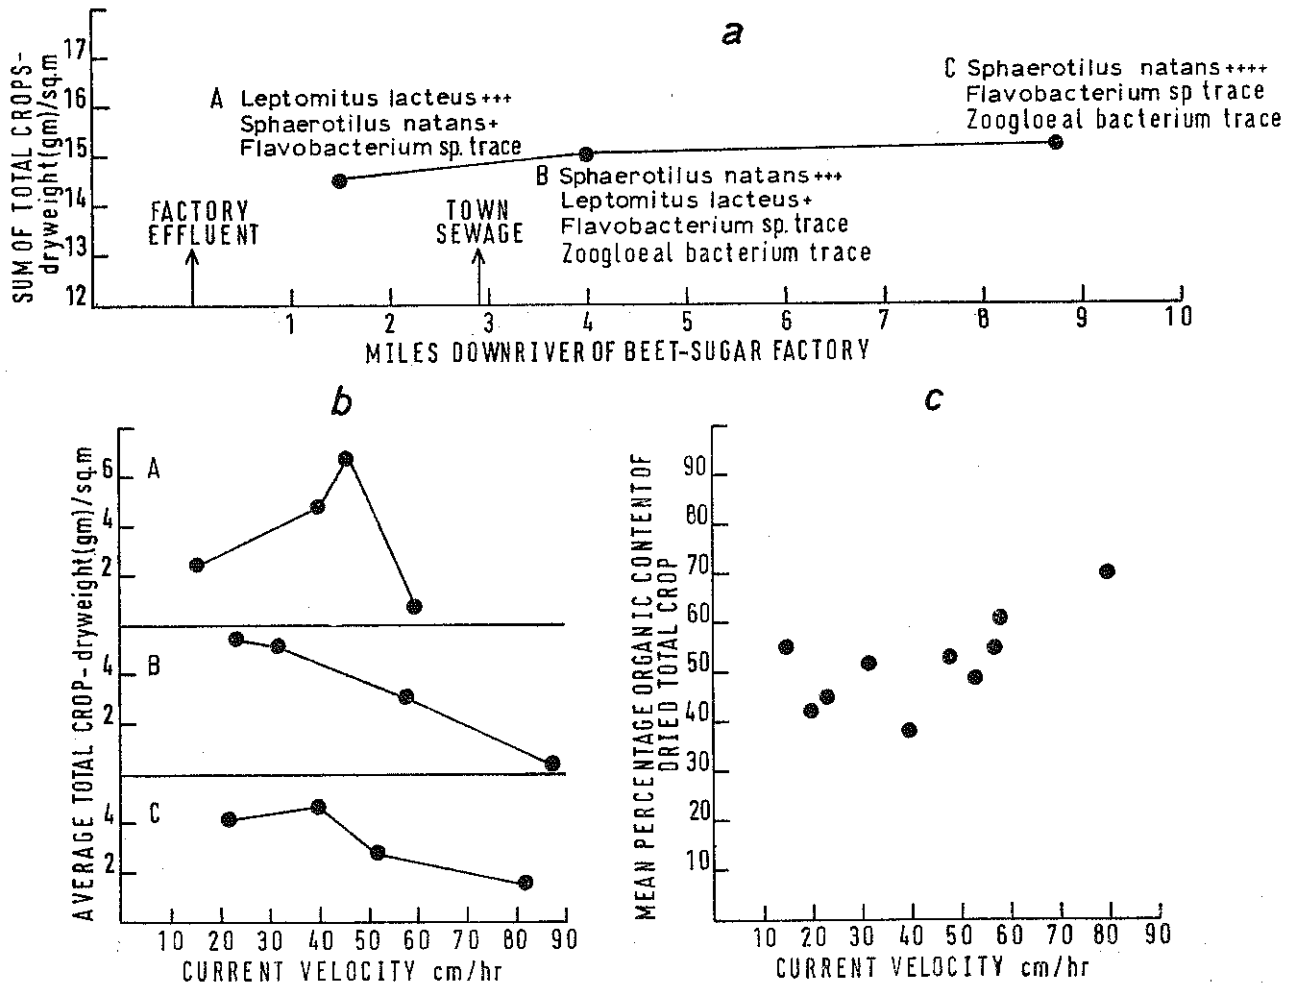 a
SUM OF TOTAL CROPS-
dryweight(gm)/sq.m
17
16
15
14
13
12
A Leptomitus lacteus+++
Sphaerotilus natans+
Flavobacterium sp. trace
C Sphaerotilus natans++++
Flavobacterium sp trace
Zoogloeal bacterium trace
B Sphaerotilus natans+++
Leptomitus lacteus+
Flavobacterium sp. trace
Zoogloeal bacterium trace
FACTORY
EFFLUENT
TOWN
SEWAGE
1 2 3 4 5 6 7 8 9 10
MILES DOWNRIVER OF BEET-SUGAR FACTORY
b
AVERAGE TOTAL CROP-dryweight(gm)/sq.m
A
6
4
2
B
4
2
C
4
2
10 20 30 40 50 60 70 80 90
CURRENT VELOCITY cm/hr
c
MEAN PERCENTAGE ORGANIC CONTENT OF
DRIED TOTAL CROP
90
80
70
60
50
40
30
20
10
10 20 30 40 50 60 70 80 90
CURRENT VELOCITY cm/hr